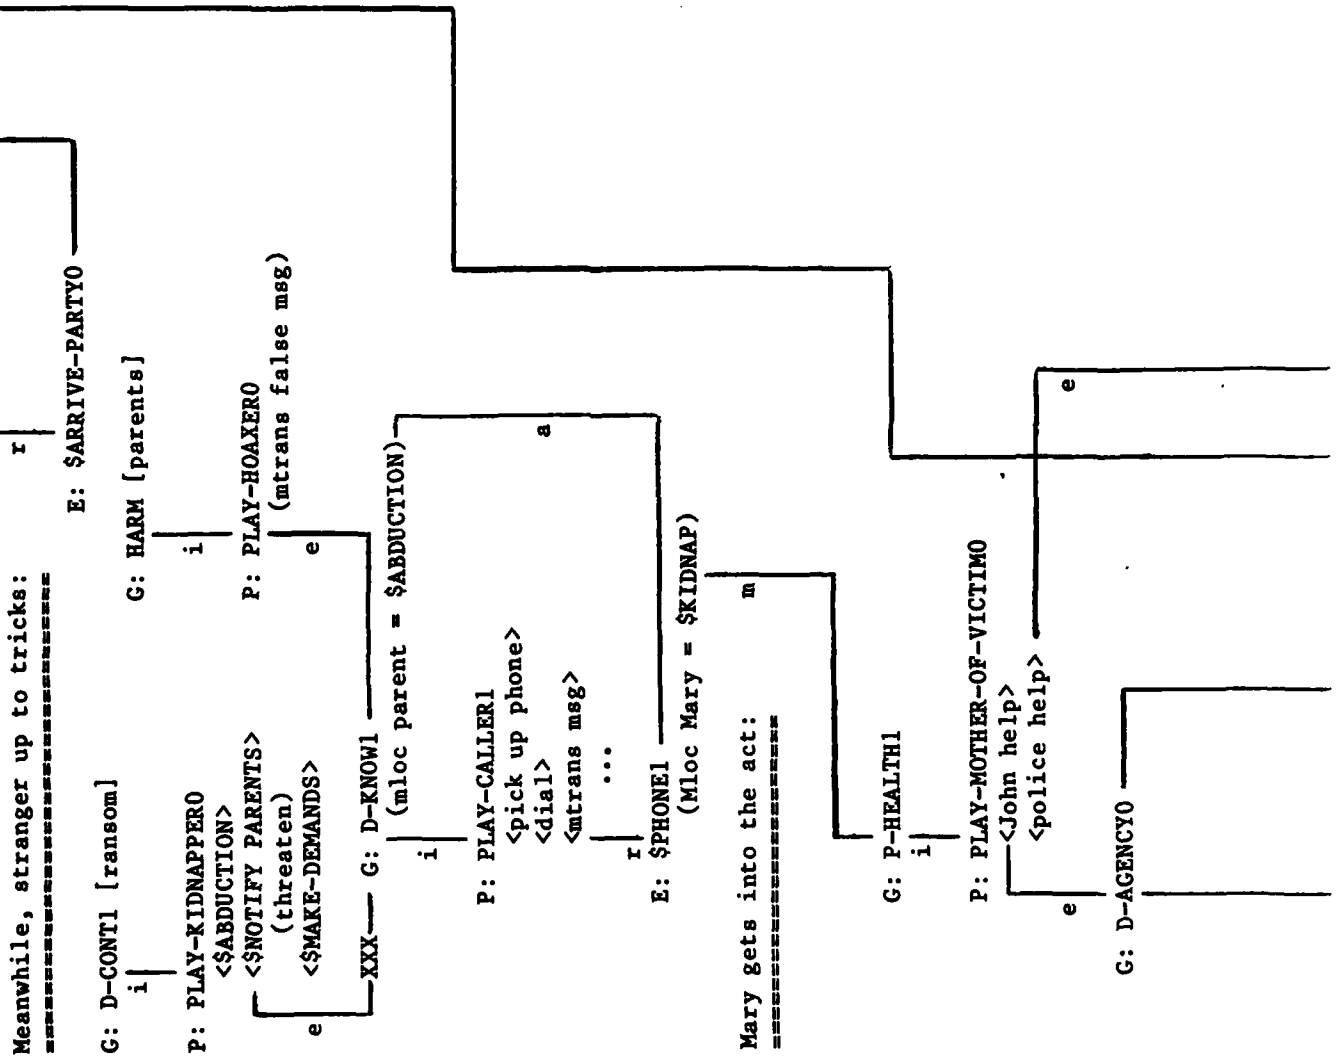 r
E: $ARRIVE-PARTY0
Meanwhile, stranger up to tricks:
=================================
G: D-CONT1 [ransom]
G: HARM [parents]
i
i
P: PLAY-KIDNAPPER0
P: PLAY-HOAXER0
<$ABDUCTION>
(mtrans false msg)
<$NOTIFY PARENTS>
(threaten)
e
<$MAKE-DEMANDS>
e
XXX
G: D-KNOW1
(mloc parent = $ABDUCTION)
i
P: PLAY-CALLER1
<pick up phone>
<dial>
a
<mtrans msg>
...
r
E: $PHONE1
(Mloc Mary = $KIDNAP)
m
Mary gets into the act:
=======================
G: P-HEALTH1
i
P: PLAY-MOTHER-OF-VICTIM0
<John help>
<police help>
e
e
G: D-AGENCY0